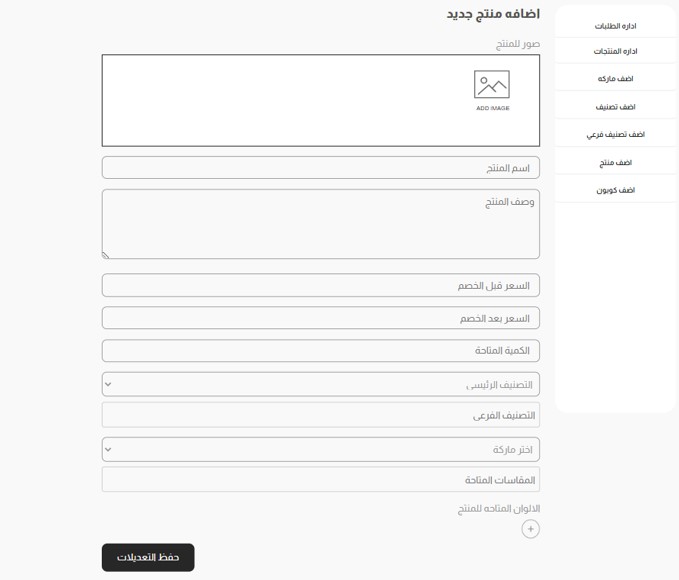 اضافه منتج جديد
صور للمنتج
ADD IMAGE
اسم المنتج
وصف المنتج
السعر قبل الخصم
السعر بعد الخصم
الكمية المتاحة
التصنيف الرئيسى
التصنيف الفرعى
اختر ماركة
المقاسات المتاحة
الالوان المتاحه للمنتج
حفظ التعديلات
اداره الطلبات
اداره المنتجات
اضف ماركه
اضف تصنيف
اضف تصنيف فرعي
اضف منتج
اضف كوبون